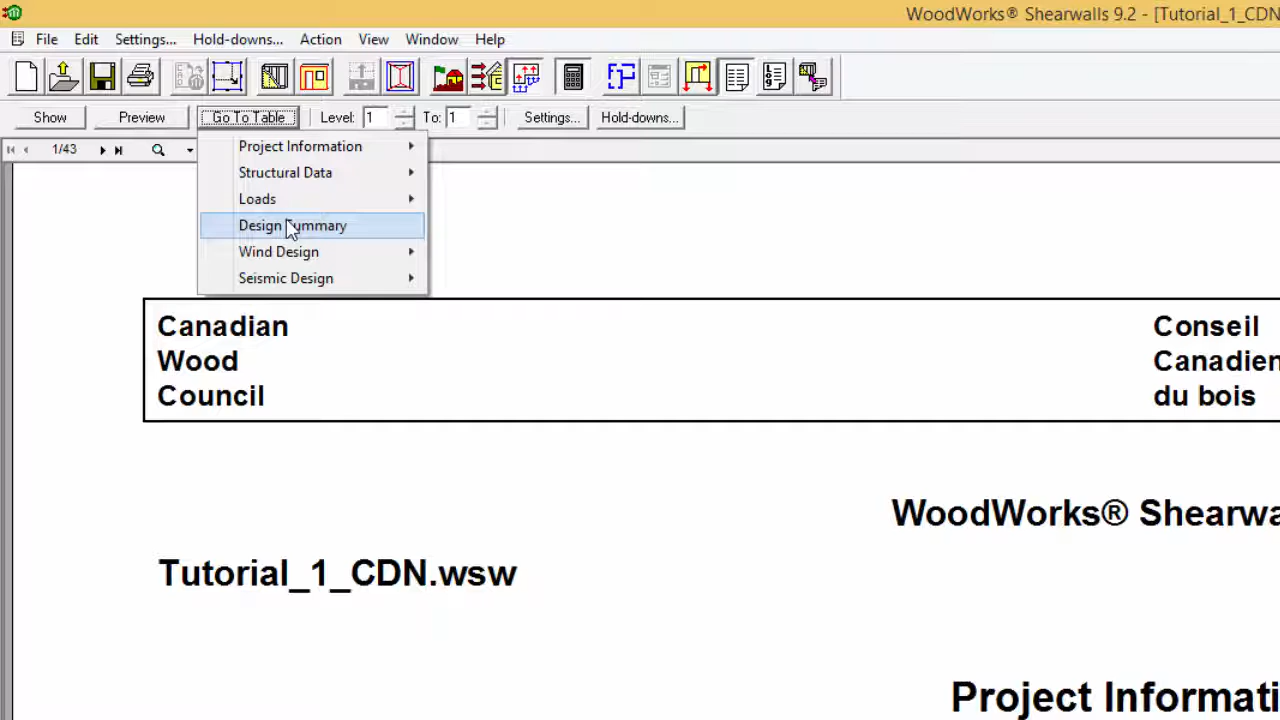 WoodWorks® Shearwalls 9.2 - [Tutorial_1_CDN
File Edit Settings... Hold-downs... Action View Window Help
Show Preview Go To Table Level: 1 To: 1 Settings... Hold-downs...
1/43
Project Information
Structural Data
Loads
Design Summary
Wind Design
Seismic Design
Canadian
Wood
Council
Conseil
Canadien
du bois
WoodWorks® Shearwa
Tutorial_1_CDN.wsw
Project Informati